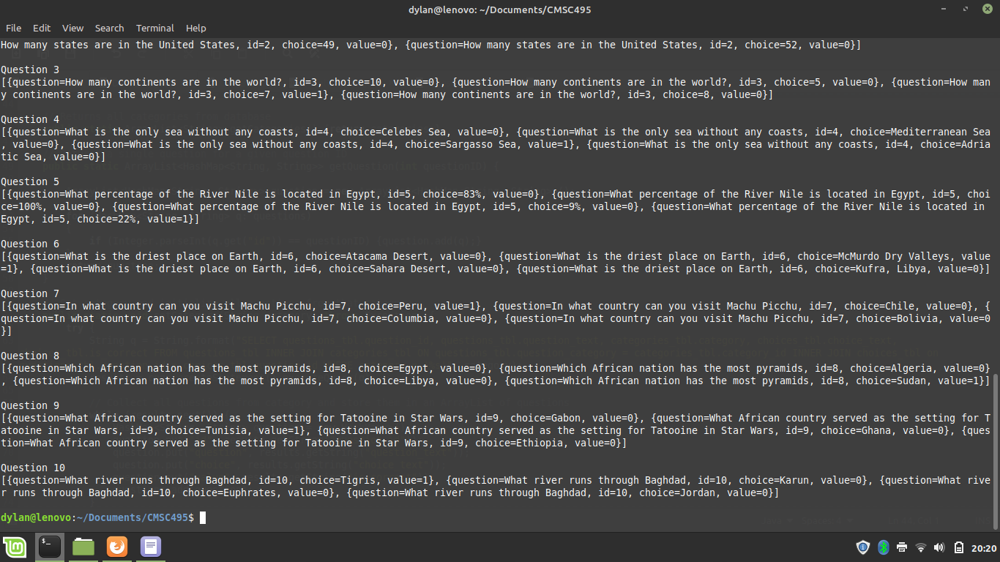 dylan@lenovo: ~/Documents/CMSC495
File Edit View Search Terminal Help
How many states are in the United States, id=2, choice=49, value=0}, {question=How many states are in the United States, id=2, choice=52, value=0}]
Question 3
[{question=How many continents are in the world?, id=3, choice=10, value=0}, {question=How many continents are in the world?, id=3, choice=5, value=0}, {question=How man
y continents are in the world?, id=3, choice=7, value=1}, {question=How many continents are in the world?, id=3, choice=8, value=0}]
Question 4
[{question=What is the only sea without any coasts, id=4, choice=Celebes Sea, value=0}, {question=What is the only sea without any coasts, id=4, choice=Mediterranean Sea
, value=0}, {question=What is the only sea without any coasts, id=4, choice=Sargasso Sea, value=1}, {question=What is the only sea without any coasts, id=4, choice=Adria
tic Sea, value=0}]
Question 5
[{question=What percentage of the River Nile is located in Egypt, id=5, choice=83%, value=0}, {question=What percentage of the River Nile is located in Egypt, id=5, choi
ce=100%, value=0}, {question=What percentage of the River Nile is located in Egypt, id=5, choice=9%, value=0}, {question=What percentage of the River Nile is located in
Egypt, id=5, choice=22%, value=1}]
Question 6
[{question=What is the driest place on Earth, id=6, choice=Atacama Desert, value=0}, {question=What is the driest place on Earth, id=6, choice=McMurdo Dry Valleys, value
=1}, {question=What is the driest place on Earth, id=6, choice=Sahara Desert, value=0}, {question=What is the driest place on Earth, id=6, choice=Kufra, Libya, value=0}]
Question 7
[{question=In what country can you visit Machu Picchu, id=7, choice=Peru, value=1}, {question=In what country can you visit Machu Picchu, id=7, choice=Chile, value=0}, {
question=In what country can you visit Machu Picchu, id=7, choice=Columbia, value=0}, {question=In what country can you visit Machu Picchu, id=7, choice=Bolivia, value=0
}]
Question 8
[{question=Which African nation has the most pyramids, id=8, choice=Egypt, value=0}, {question=Which African nation has the most pyramids, id=8, choice=Algeria, value=0}
, {question=Which African nation has the most pyramids, id=8, choice=Libya, value=0}, {question=Which African nation has the most pyramids, id=8, choice=Sudan, value=1}]
Question 9
[{question=What African country served as the setting for Tatooine in Star Wars, id=9, choice=Gabon, value=0}, {question=What African country served as the setting for T
atooine in Star Wars, id=9, choice=Tunisia, value=1}, {question=What African country served as the setting for Tatooine in Star Wars, id=9, choice=Ghana, value=0}, {ques
tion=What African country served as the setting for Tatooine in Star Wars, id=9, choice=Ethiopia, value=0}]
Question 10
[{question=What river runs through Baghdad, id=10, choice=Tigris, value=1}, {question=What river runs through Baghdad, id=10, choice=Karun, value=0}, {question=What rive
r runs through Baghdad, id=10, choice=Euphrates, value=0}, {question=What river runs through Baghdad, id=10, choice=Jordan, value=0}]
dylan@lenovo:~/Documents/CMSC495$
20:20